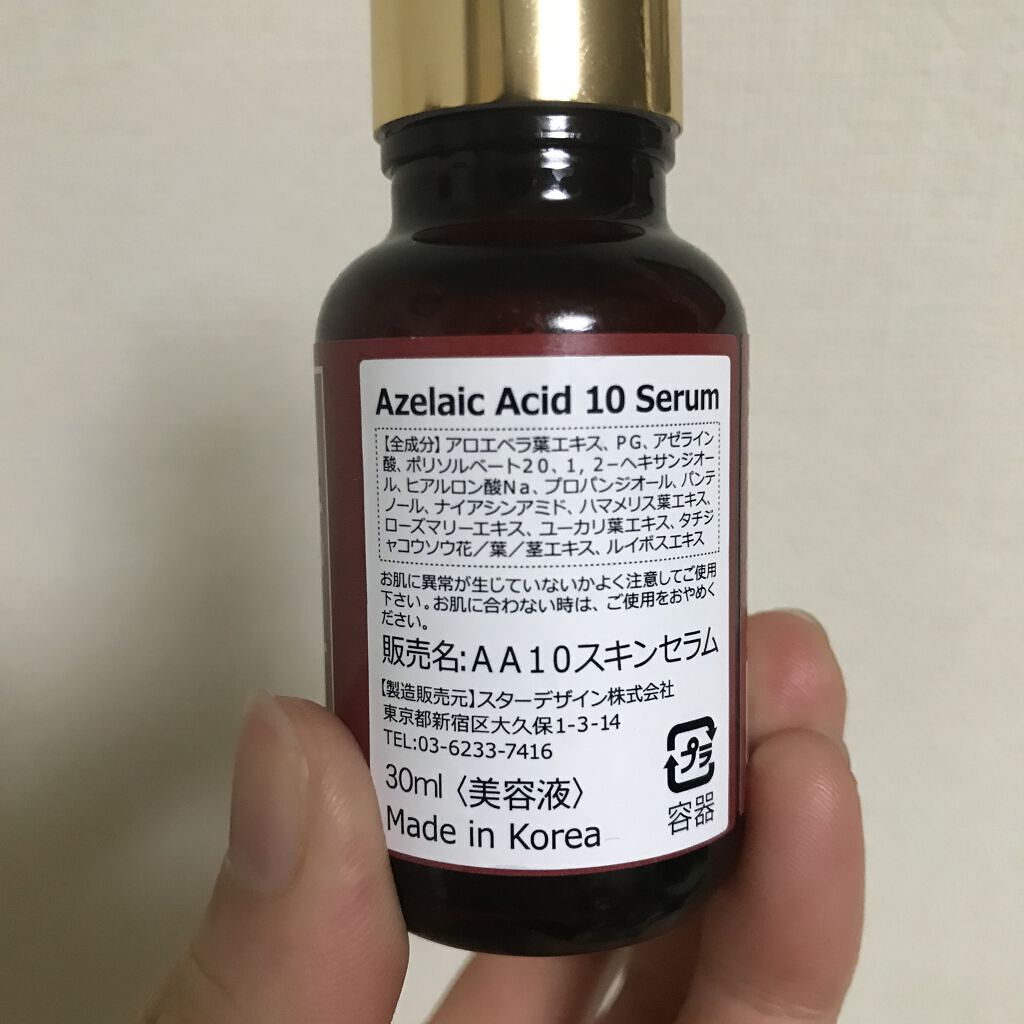 Azelaic Acid 10 Serum
【全成分】アロエベラ葉エキス、PG、アゼライン
酸、ポリソルベート20、1,2-ヘキサンジオー
ル、ヒアルロン酸Na、プロパンジオール、パンテ
ノール、ナイアシンアミド、ハマメリス葉エキス、
ローズマリーエキス、ユーカリ葉エキス、タチジ
ャコウソウ花/葉/茎エキス、ルイボスエキス
お肌に異常が生じていないかよく注意してご使用
下さい。お肌に合わない時は、ご使用をおやめく
ださい。
販売名:AA10スキンセラム
【製造販売元】スターデザイン株式会社
東京都新宿区大久保1-3-14
TEL:03-6233-7416
プラ
30ml〈美容液〉
容器
Made in Korea